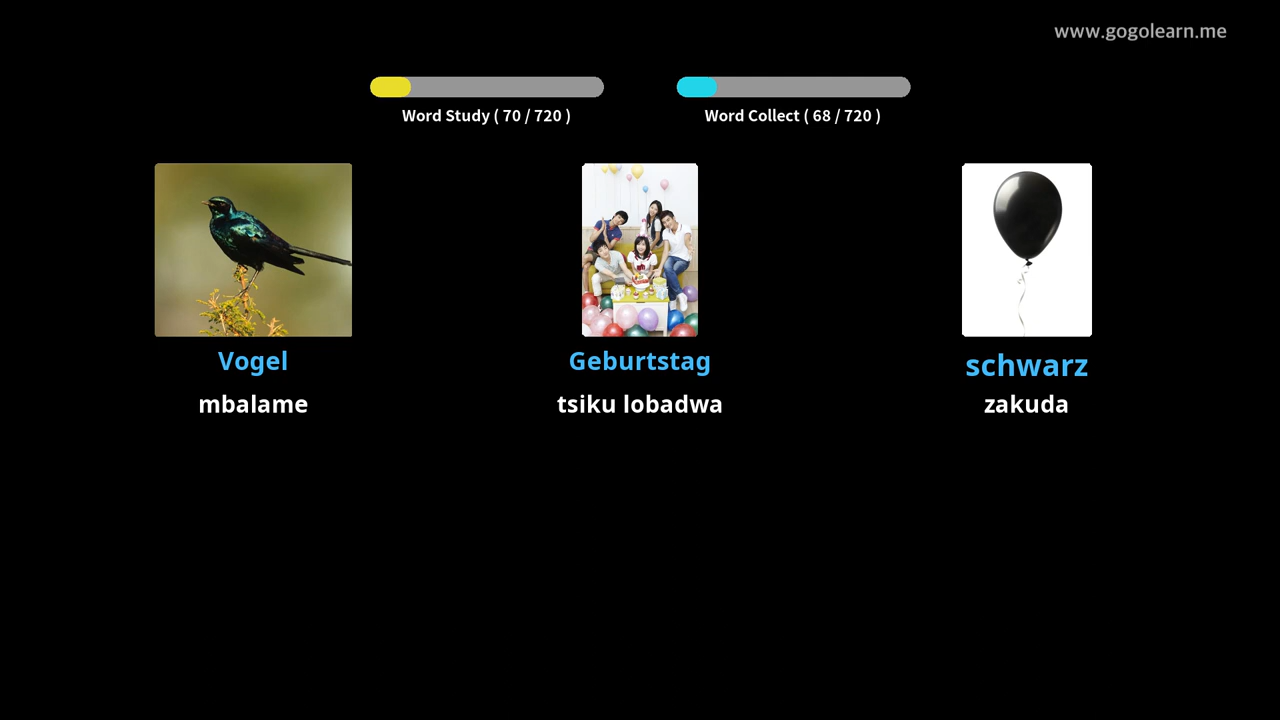 www.gogolearn.me
Word Study ( 70 / 720 )
Word Collect ( 68 / 720 )
Vogel
Geburtstag
schwarz
mbalame
tsiku lobadwa
zakuda